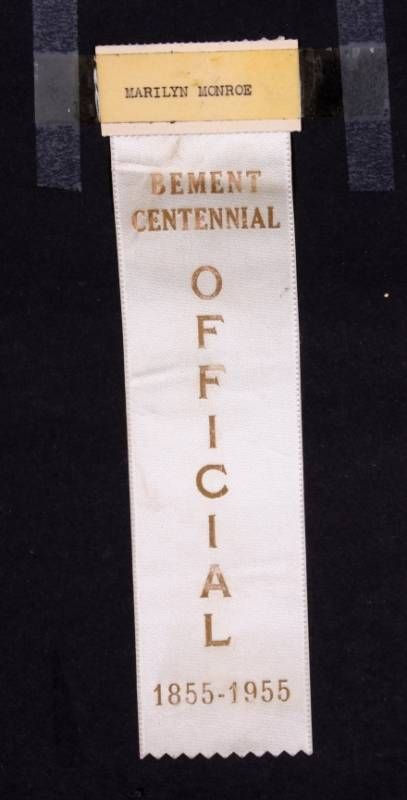 MARILYN MONROE
BEMENT
CENTENNIAL
O
F
F
I
C
I
A
L
1855-1955